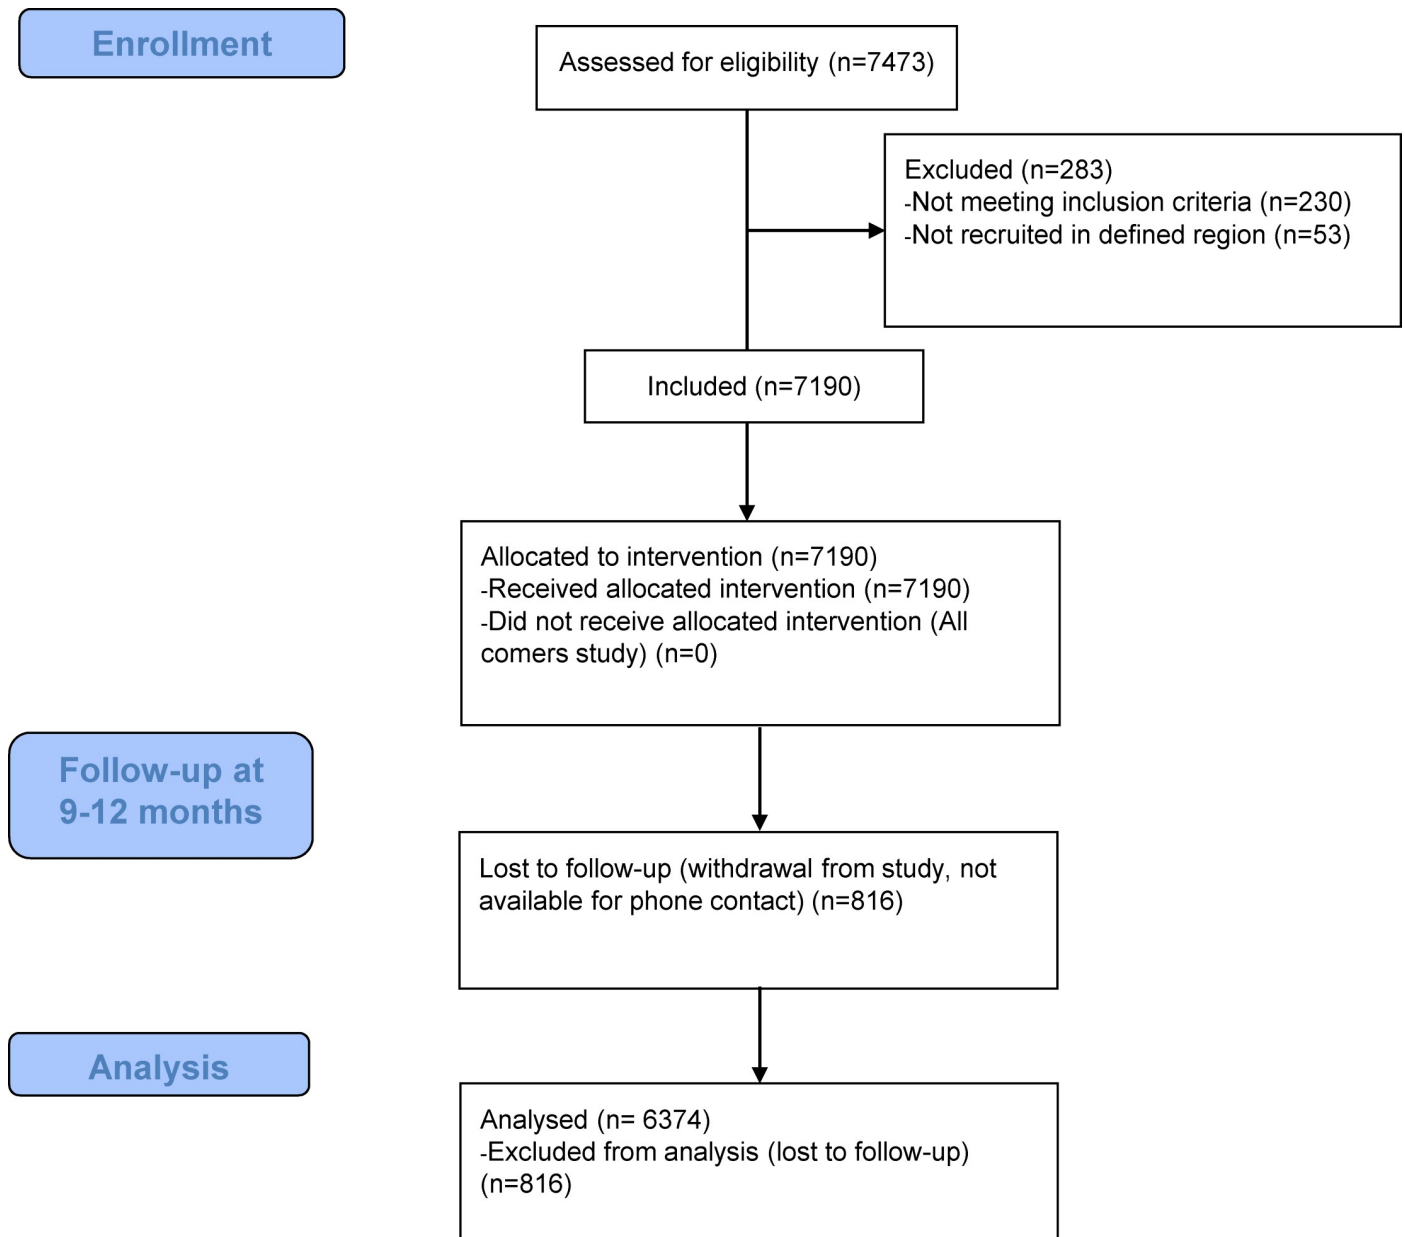 Enrollment
Assessed for eligibility (n=7473)
Excluded (n=283)
-Not meeting inclusion criteria (n=230)
-Not recruited in defined region (n=53)
Included (n=7190)
Allocated to intervention (n=7190)
-Received allocated intervention (n=7190)
-Did not receive allocated intervention (All
comers study) (n=0)
Follow-up at
9-12 months
Lost to follow-up (withdrawal from study, not
available for phone contact) (n=816)
Analysis
Analysed (n= 6374)
-Excluded from analysis (lost to follow-up)
(n=816)